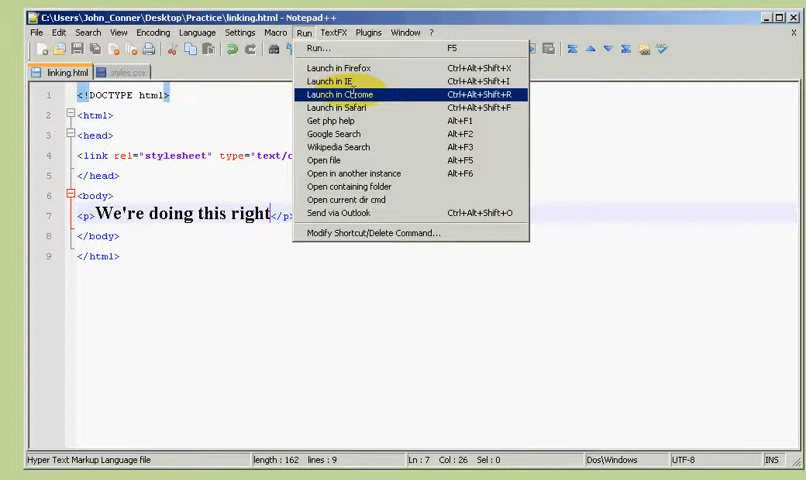 C:\Users\John_Conner\Desktop\Practice\linking.html - Notepad++
File Edit Search View Encoding Language Settings Macro Run TextFX Plugins Window ?
X
linking.html styles.css
Run... F5
Launch in Firefox Ctrl+Alt+Shift+X
Launch in IE Ctrl+Alt+Shift+I
Launch in Chrome Ctrl+Alt+Shift+R
Launch in Safari Ctrl+Alt+Shift+F
Get php help Alt+F1
Google Search Alt+F2
Wikipedia Search Alt+F3
Open file Alt+F5
Open in another instance Alt+F6
Open containing folder
Open current dir cmd
Send via Outlook Ctrl+Alt+Shift+O
Modify Shortcut/Delete Command...
1 <!DOCTYPE html>
2 <html>
3 <head>
4 <link rel="stylesheet" type="text/c
5 </head>
6 <body>
7 <p>We're doing this right</p>
8 </body>
9 </html>
Hyper Text Markup Language file length : 162 lines : 9 Ln : 7 Col : 26 Sel : 0 Dos\Windows UTF-8 INS